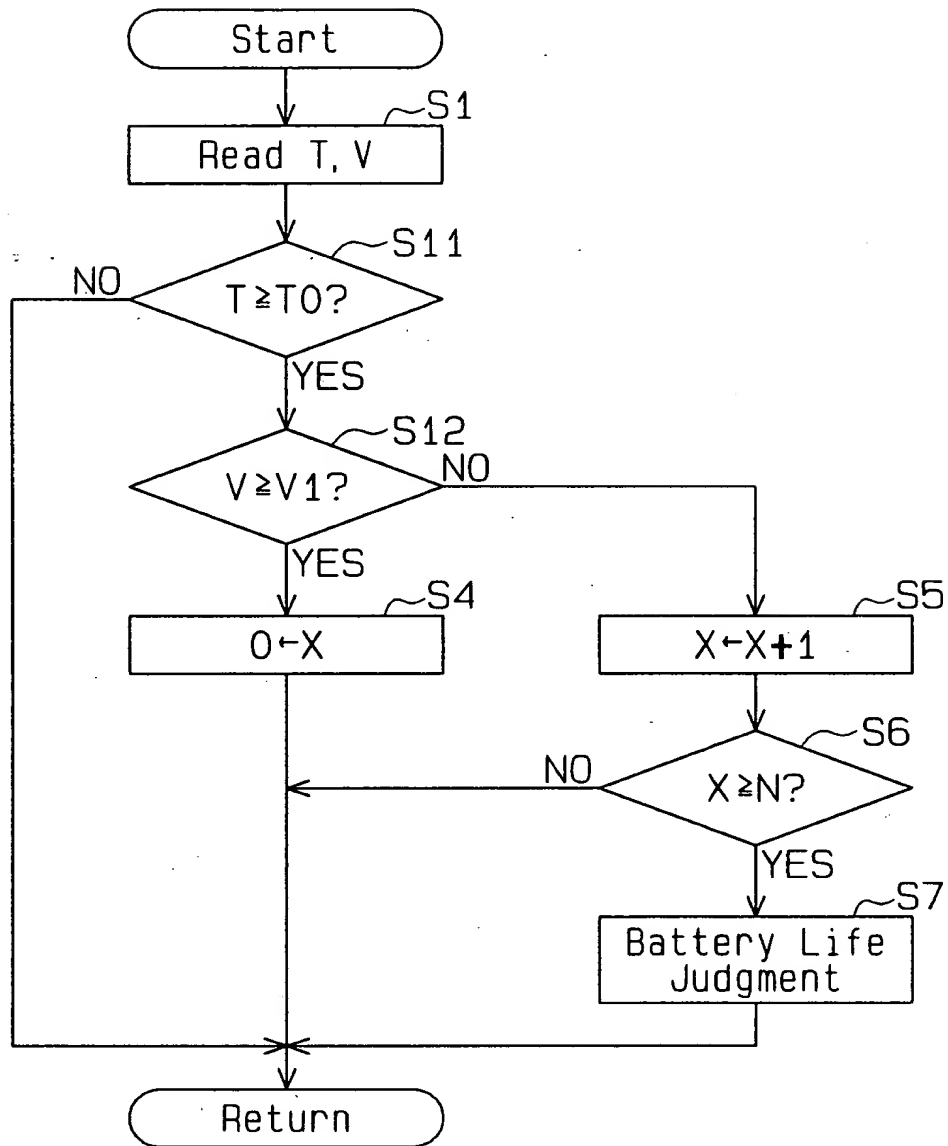 Start
S1
Read T, V
S11
T≧T0?
NO
YES
S12
V≧V1?
NO
YES
S4
0←X
S5
X←X+1
S6
X≧N?
NO
YES
S7
Battery Life
Judgment
Return